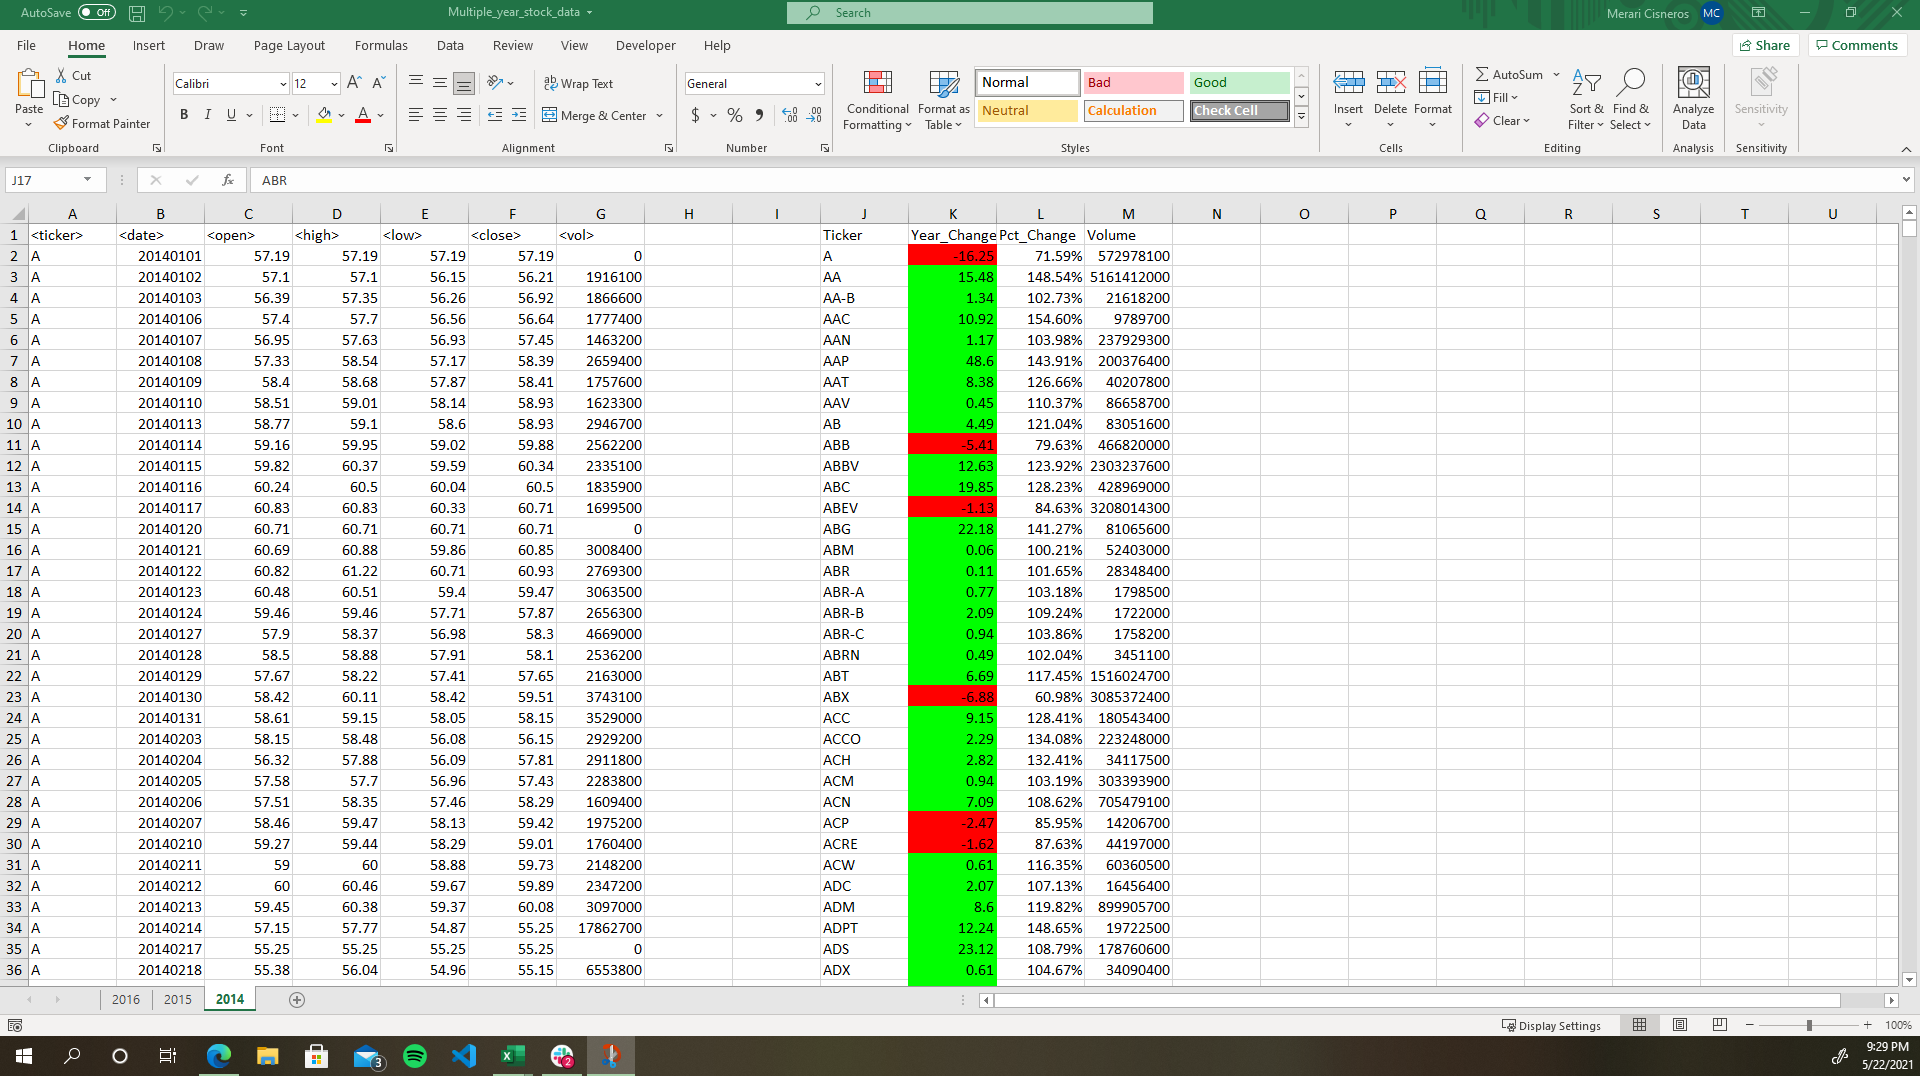 AutoSave Off Multiple_year_stock_data Search Merari Cisneros MC
File Home Insert Draw Page Layout Formulas Data Review View Developer Help Share Comments
Paste
Cut
Copy
Format Painter
Clipboard
Calibri 12
B I U A
Font
Wrap Text
Merge & Center
Alignment
General
$ % 9
Number
Conditional Formatting
Format as Table
Normal Bad Good
Neutral Calculation Check Cell
Styles
Insert Delete Format
Cells
AutoSum
Fill
Clear
Sort & Filter
Find & Select
Editing
Analyze Data
Analysis
Sensitivity
Sensitivity
J17 fx ABR
A B C D E F G H I J K L M N O P Q R S T U
1 <ticker> <date> <open> <high> <low> <close> <vol> Ticker Year_Change Pct_Change Volume
2 A 20140101 57.19 57.19 57.19 57.19 0 A -16.25 71.59% 572978100
3 A 20140102 57.1 57.1 56.15 56.21 1916100 AA 15.48 148.54% 5161412000
4 A 20140103 56.39 57.35 56.26 56.92 1866600 AA-B 1.34 102.73% 21618200
5 A 20140106 57.4 57.7 56.56 56.64 1777400 AAC 10.92 154.60% 9789700
6 A 20140107 56.95 57.63 56.93 57.45 1463200 AAN 1.17 103.98% 237929300
7 A 20140108 57.33 58.54 57.17 58.39 2659400 AAP 48.6 143.91% 200376400
8 A 20140109 58.4 58.68 57.87 58.41 1757600 AAT 8.38 126.66% 40207800
9 A 20140110 58.51 59.01 58.14 58.93 1623300 AAV 0.45 110.37% 86658700
10 A 20140113 58.77 59.1 58.6 58.93 2946700 AB 4.49 121.04% 83051600
11 A 20140114 59.16 59.95 59.02 59.88 2562200 ABB -5.41 79.63% 466820000
12 A 20140115 59.82 60.37 59.59 60.34 2335100 ABBV 12.63 123.92% 2303237600
13 A 20140116 60.24 60.5 60.04 60.5 1835900 ABC 19.85 128.23% 428969000
14 A 20140117 60.83 60.83 60.33 60.71 1699500 ABEV -1.13 84.63% 3208014300
15 A 20140120 60.71 60.71 60.71 60.71 0 ABG 22.18 141.27% 81065600
16 A 20140121 60.69 60.88 59.86 60.85 3008400 ABM 0.06 100.21% 52403000
17 A 20140122 60.82 61.22 60.71 60.93 2769300 ABR 0.11 101.65% 28348400
18 A 20140123 60.48 60.51 59.4 59.47 3063500 ABR-A 0.77 103.18% 1798500
19 A 20140124 59.46 59.46 57.71 57.87 2656300 ABR-B 2.09 109.24% 1722000
20 A 20140127 57.9 58.37 56.98 58.3 4669000 ABR-C 0.94 103.86% 1758200
21 A 20140128 58.5 58.88 57.91 58.1 2536200 ABRN 0.49 102.04% 3451100
22 A 20140129 57.67 58.22 57.41 57.65 2163000 ABT 6.69 117.45% 1516024700
23 A 20140130 58.42 60.11 58.42 59.51 3743100 ABX -6.88 60.98% 3085372400
24 A 20140131 58.61 59.15 58.05 58.15 3529000 ACC 9.15 128.41% 180543400
25 A 20140203 58.15 58.48 56.08 56.15 2929200 ACCO 2.29 134.08% 223248000
26 A 20140204 56.32 57.88 56.09 57.81 2911800 ACH 2.82 132.41% 34117500
27 A 20140205 57.58 57.7 56.96 57.43 2283800 ACM 0.94 103.19% 303393900
28 A 20140206 57.51 58.35 57.46 58.29 1609400 ACN 7.09 108.62% 705479100
29 A 20140207 58.46 59.47 58.13 59.42 1975200 ACP -2.47 85.95% 14206700
30 A 20140210 59.27 59.44 58.29 59.01 1760400 ACRE -1.62 87.63% 44197000
31 A 20140211 59 60 58.88 59.73 2148200 ACW 0.61 116.35% 60360500
32 A 20140212 60 60.46 59.67 59.89 2347200 ADC 2.07 107.13% 16456400
33 A 20140213 59.45 60.38 59.37 60.08 3097000 ADM 8.6 119.82% 899905700
34 A 20140214 57.15 57.77 54.87 55.25 17862700 ADPT 12.24 148.65% 19722500
35 A 20140217 55.25 55.25 55.25 55.25 0 ADS 23.12 108.79% 178760600
36 A 20140218 55.38 56.04 54.96 55.15 6553800 ADX 0.61 104.67% 34090400
2016 2015 2014
Display Settings 100%
3 2 9:29 PM
5/22/2021